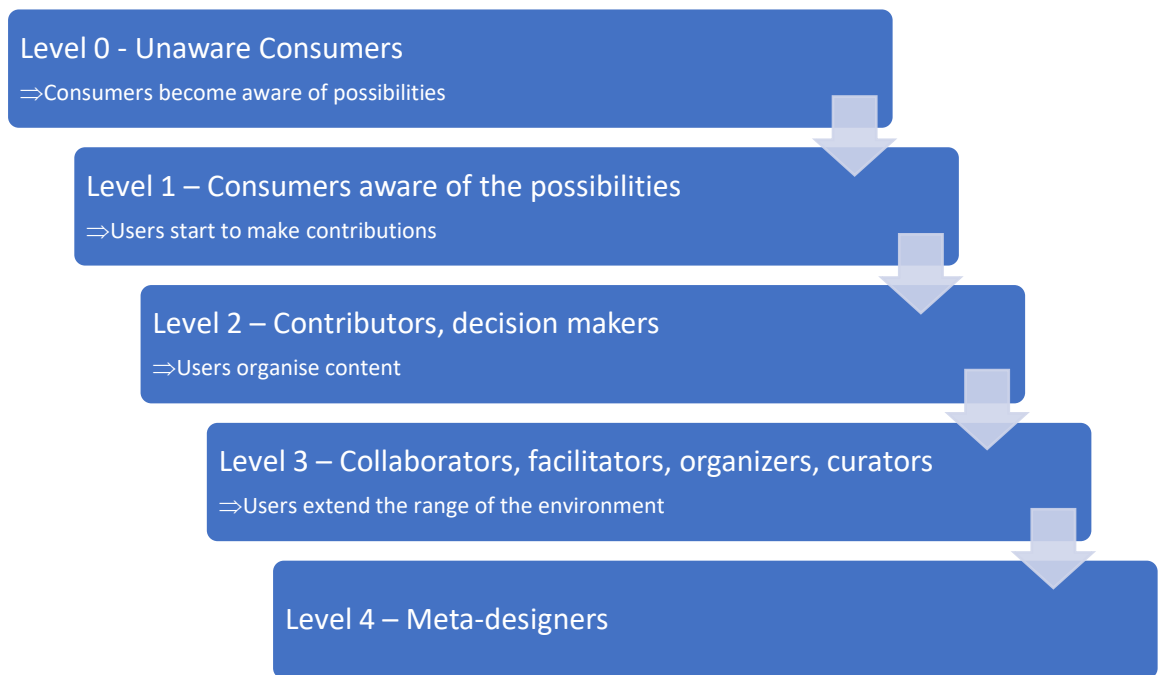 Level 0 - Unaware Consumers
⇒Consumers become aware of possibilities
Level 1 – Consumers aware of the possibilities
⇒Users start to make contributions
Level 2 – Contributors, decision makers
⇒Users organise content
Level 3 – Collaborators, facilitators, organizers, curators
⇒Users extend the range of the environment
Level 4 – Meta-designers